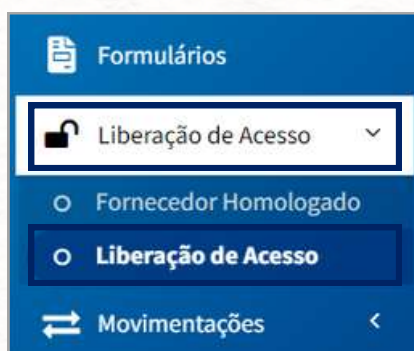 Formulários
Liberação de Acesso
Fornecedor Homologado
Liberação de Acesso
Movimentações